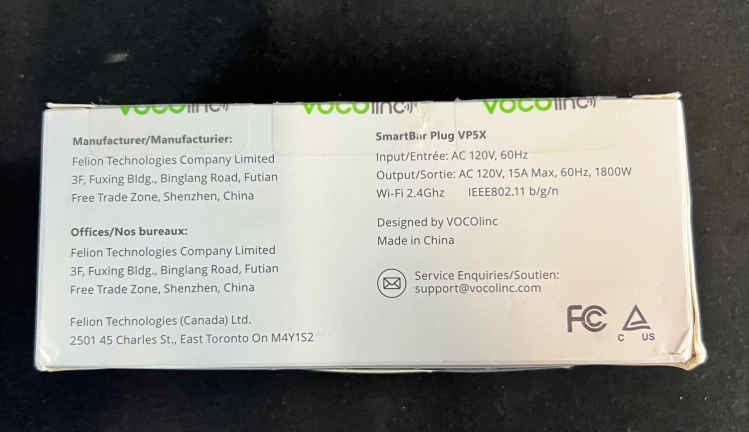 VOCOlinc VOCOlinc VOCOlinc
Manufacturer/Manufacturier:
Felion Technologies Company Limited
3F, Fuxing Bldg., Binglang Road, Futian
Free Trade Zone, Shenzhen, China
Offices/Nos bureaux:
Felion Technologies Company Limited
3F, Fuxing Bldg., Binglang Road, Futian
Free Trade Zone, Shenzhen, China
Felion Technologies (Canada) Ltd.
2501 45 Charles St., East Toronto On M4Y1S2
SmartBar Plug VP5X
Input/Entrée: AC 120V, 60Hz
Output/Sortie: AC 120V, 15A Max, 60Hz, 1800W
Wi-Fi 2.4Ghz IEEE802.11 b/g/n
Designed by VOCOlinc
Made in China
Service Enquiries/Soutien:
support@vocolinc.com
FC
C US